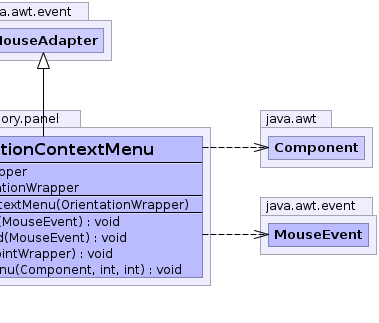 a.awt.event
MouseAdapter
ory.panel
java.awt
tionContextMenu
Component
pper
ationWrapper
textMenu(OrientationWrapper)
java.awt.event
(MouseEvent) : void
d(MouseEvent) : void
MouseEvent
ointWrapper) : void
nu(Component, int, int) : void